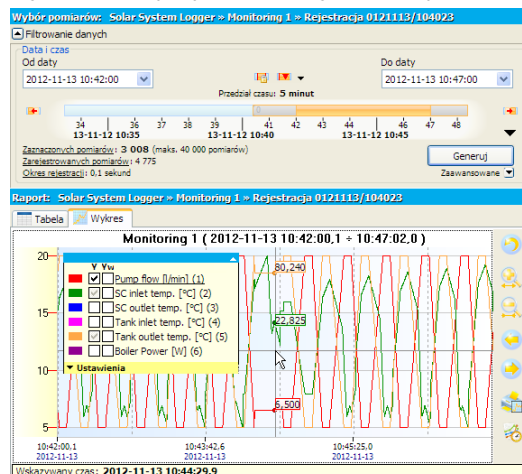 Wybór pomiarów: Solar System Logger » Monitoring 1 » Rejestracja 0121113/104023
Filtrowanie danych
Data i czas
Od daty
Do daty
2012-11-13 10:42:00
2012-11-13 10:47:00
Przedział czasu: 5 minut
34 36 37 38 39 41 42 43 44 46 47 48
13-11-12 10:35 13-11-12 10:40 13-11-12 10:45
Zaznaczonych pomiarów: 3 008 (maks. 40 000 pomiarów)
Zarejestrowanych pomiarów: 4 775
Okres rejestracji: 0,1 sekund
Generuj
Zaawansowane
Raport: Solar System Logger » Monitoring 1 » Rejestracja 0121113/104023
Tabela Wykres
Monitoring 1 ( 2012-11-13 10:42:00,1 ÷ 10:47:02,0 )
20
15
10
5
Y Yw
Pump flow [l/min] (1)
SC inlet temp. [ºC] (2)
SC outlet temp. [ºC] (3)
Tank inlet temp. [ºC] (4)
Tank outlet temp. [ºC] (5)
Boiler Power [W] (6)
Ustawienia
80,240
22,825
6,500
10:42:00.1 10:43:42.6 10:45:25.0
2012-11-13 2012-11-13 2012-11-13
Wskazywany czas: 2012-11-13 10:44:29,9